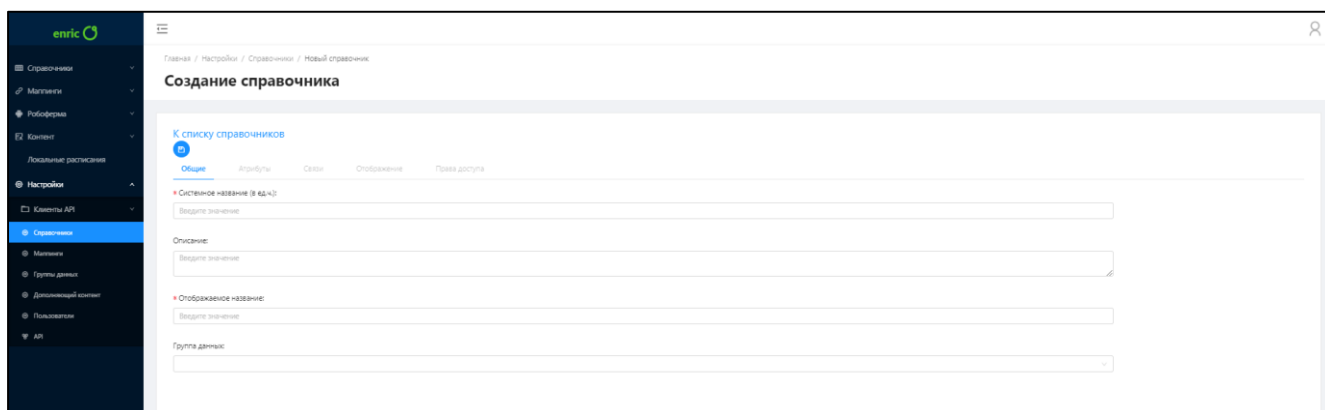 enric
Справочники
Маппинги
Робоферма
Контент
Локальные расписания
Настройки
Клиенты API
Справочники
Маппинги
Группы данных
Дополняющий контент
Пользователи
API
Главная / Настройки / Справочники / Новый справочник
Создание справочника
К списку справочников
Общие Атрибуты Связи Отображение Права доступа
* Системное название (в ед.ч.):
Введите значение
Описание:
Введите значение
* Отображаемое название:
Введите значение
Группа данных: